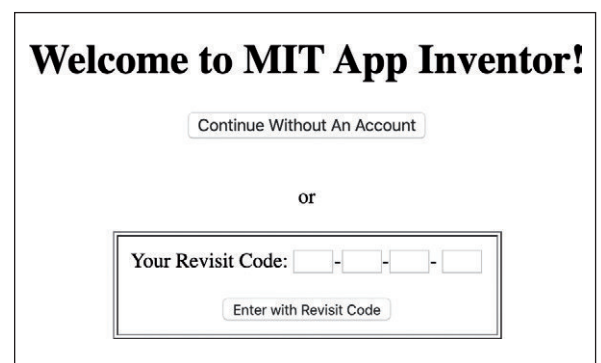 Welcome to MIT App Inventor!
Continue Without An Account
or
Your Revisit Code: - - -
Enter with Revisit Code